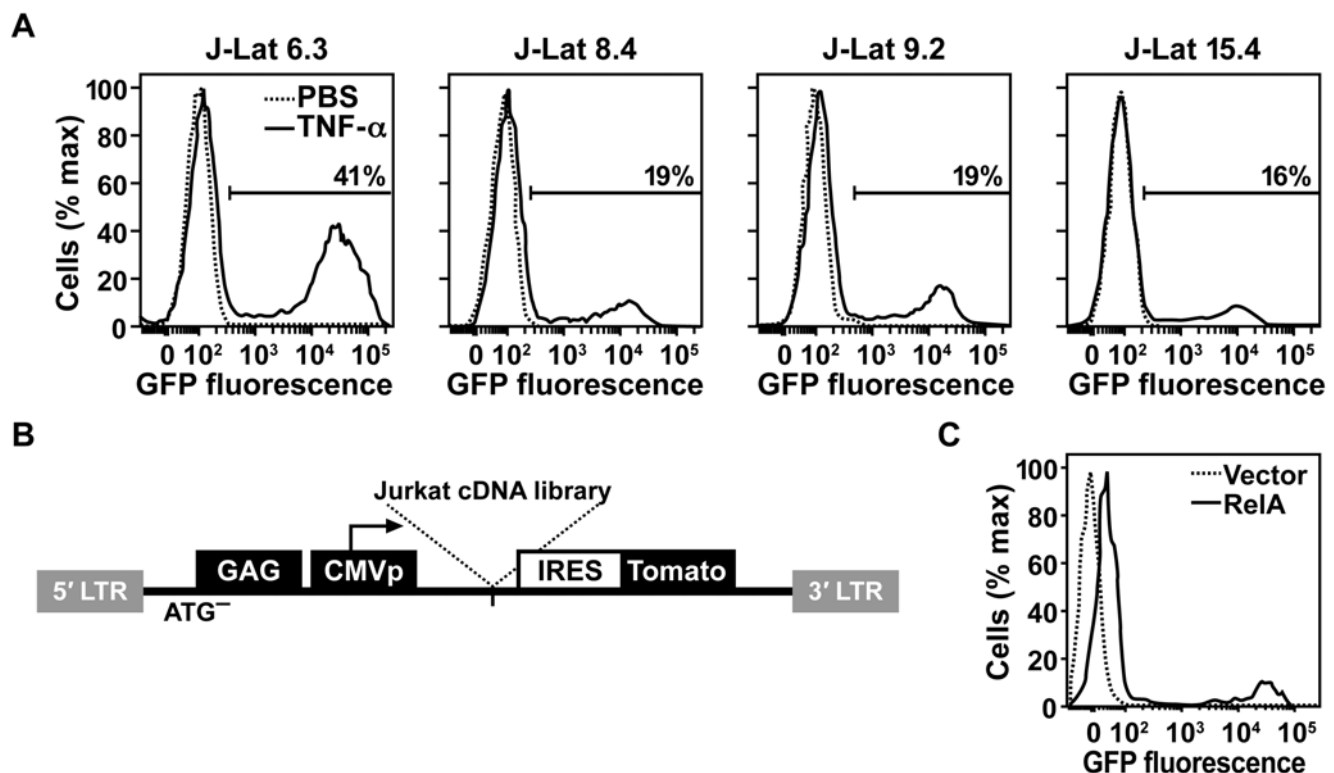 A
J-Lat 6.3
J-Lat 8.4
J-Lat 9.2
J-Lat 15.4
Cells (% max)
100
80
60
40
20
0
PBS
TNF-α
41%
19%
19%
16%
0 10² 10³ 10⁴ 10⁵
0 10² 10³ 10⁴ 10⁵
0 10² 10³ 10⁴ 10⁵
0 10² 10³ 10⁴ 10⁵
GFP fluorescence
GFP fluorescence
GFP fluorescence
GFP fluorescence
B
Jurkat cDNA library
5′ LTR
GAG
CMVp
IRES
Tomato
3′ LTR
ATG⁻
C
Cells (% max)
100
80
60
40
20
0
Vector
RelA
0 10² 10³ 10⁴ 10⁵
GFP fluorescence